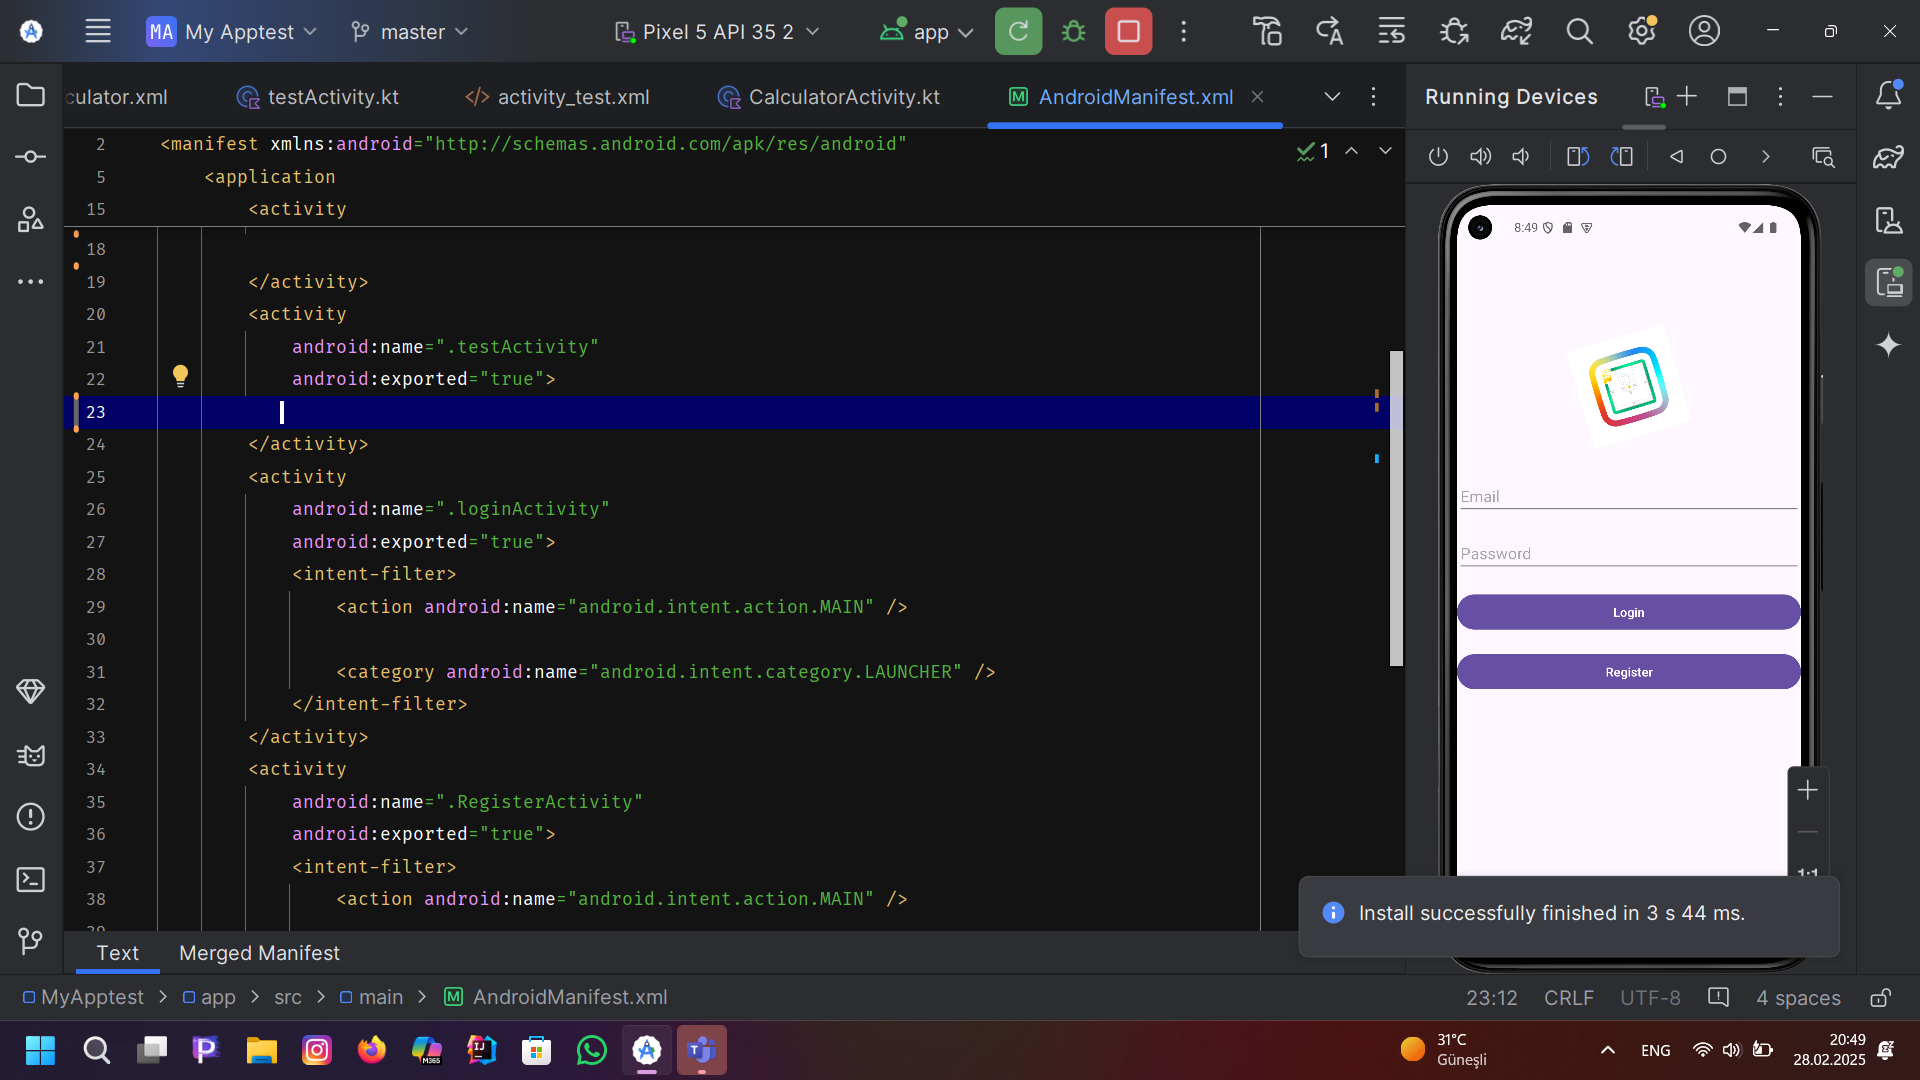 MA My Apptest
master
Pixel 5 API 35 2
app
culator.xml
testActivity.kt
activity_test.xml
CalculatorActivity.kt
AndroidManifest.xml
Running Devices
2 <manifest xmlns:android="http://schemas.android.com/apk/res/android"
1
5 <application
15 <activity
18
19 </activity>
20 <activity
21 android:name=".testActivity"
22 android:exported="true">
23
24 </activity>
25 <activity
26 android:name=".loginActivity"
27 android:exported="true">
28 <intent-filter>
29 <action android:name="android.intent.action.MAIN" />
30
31 <category android:name="android.intent.category.LAUNCHER" />
32 </intent-filter>
33 </activity>
34 <activity
35 android:name=".RegisterActivity"
36 android:exported="true">
37 <intent-filter>
38 <action android:name="android.intent.action.MAIN" />
8:49
Email
Password
Login
Register
Install successfully finished in 3 s 44 ms.
Text
Merged Manifest
MyApptest > app > src > main > AndroidManifest.xml
23:12
CRLF
UTF-8
4 spaces
M365
31°C
Güneşli
ENG
20:49
28.02.2025